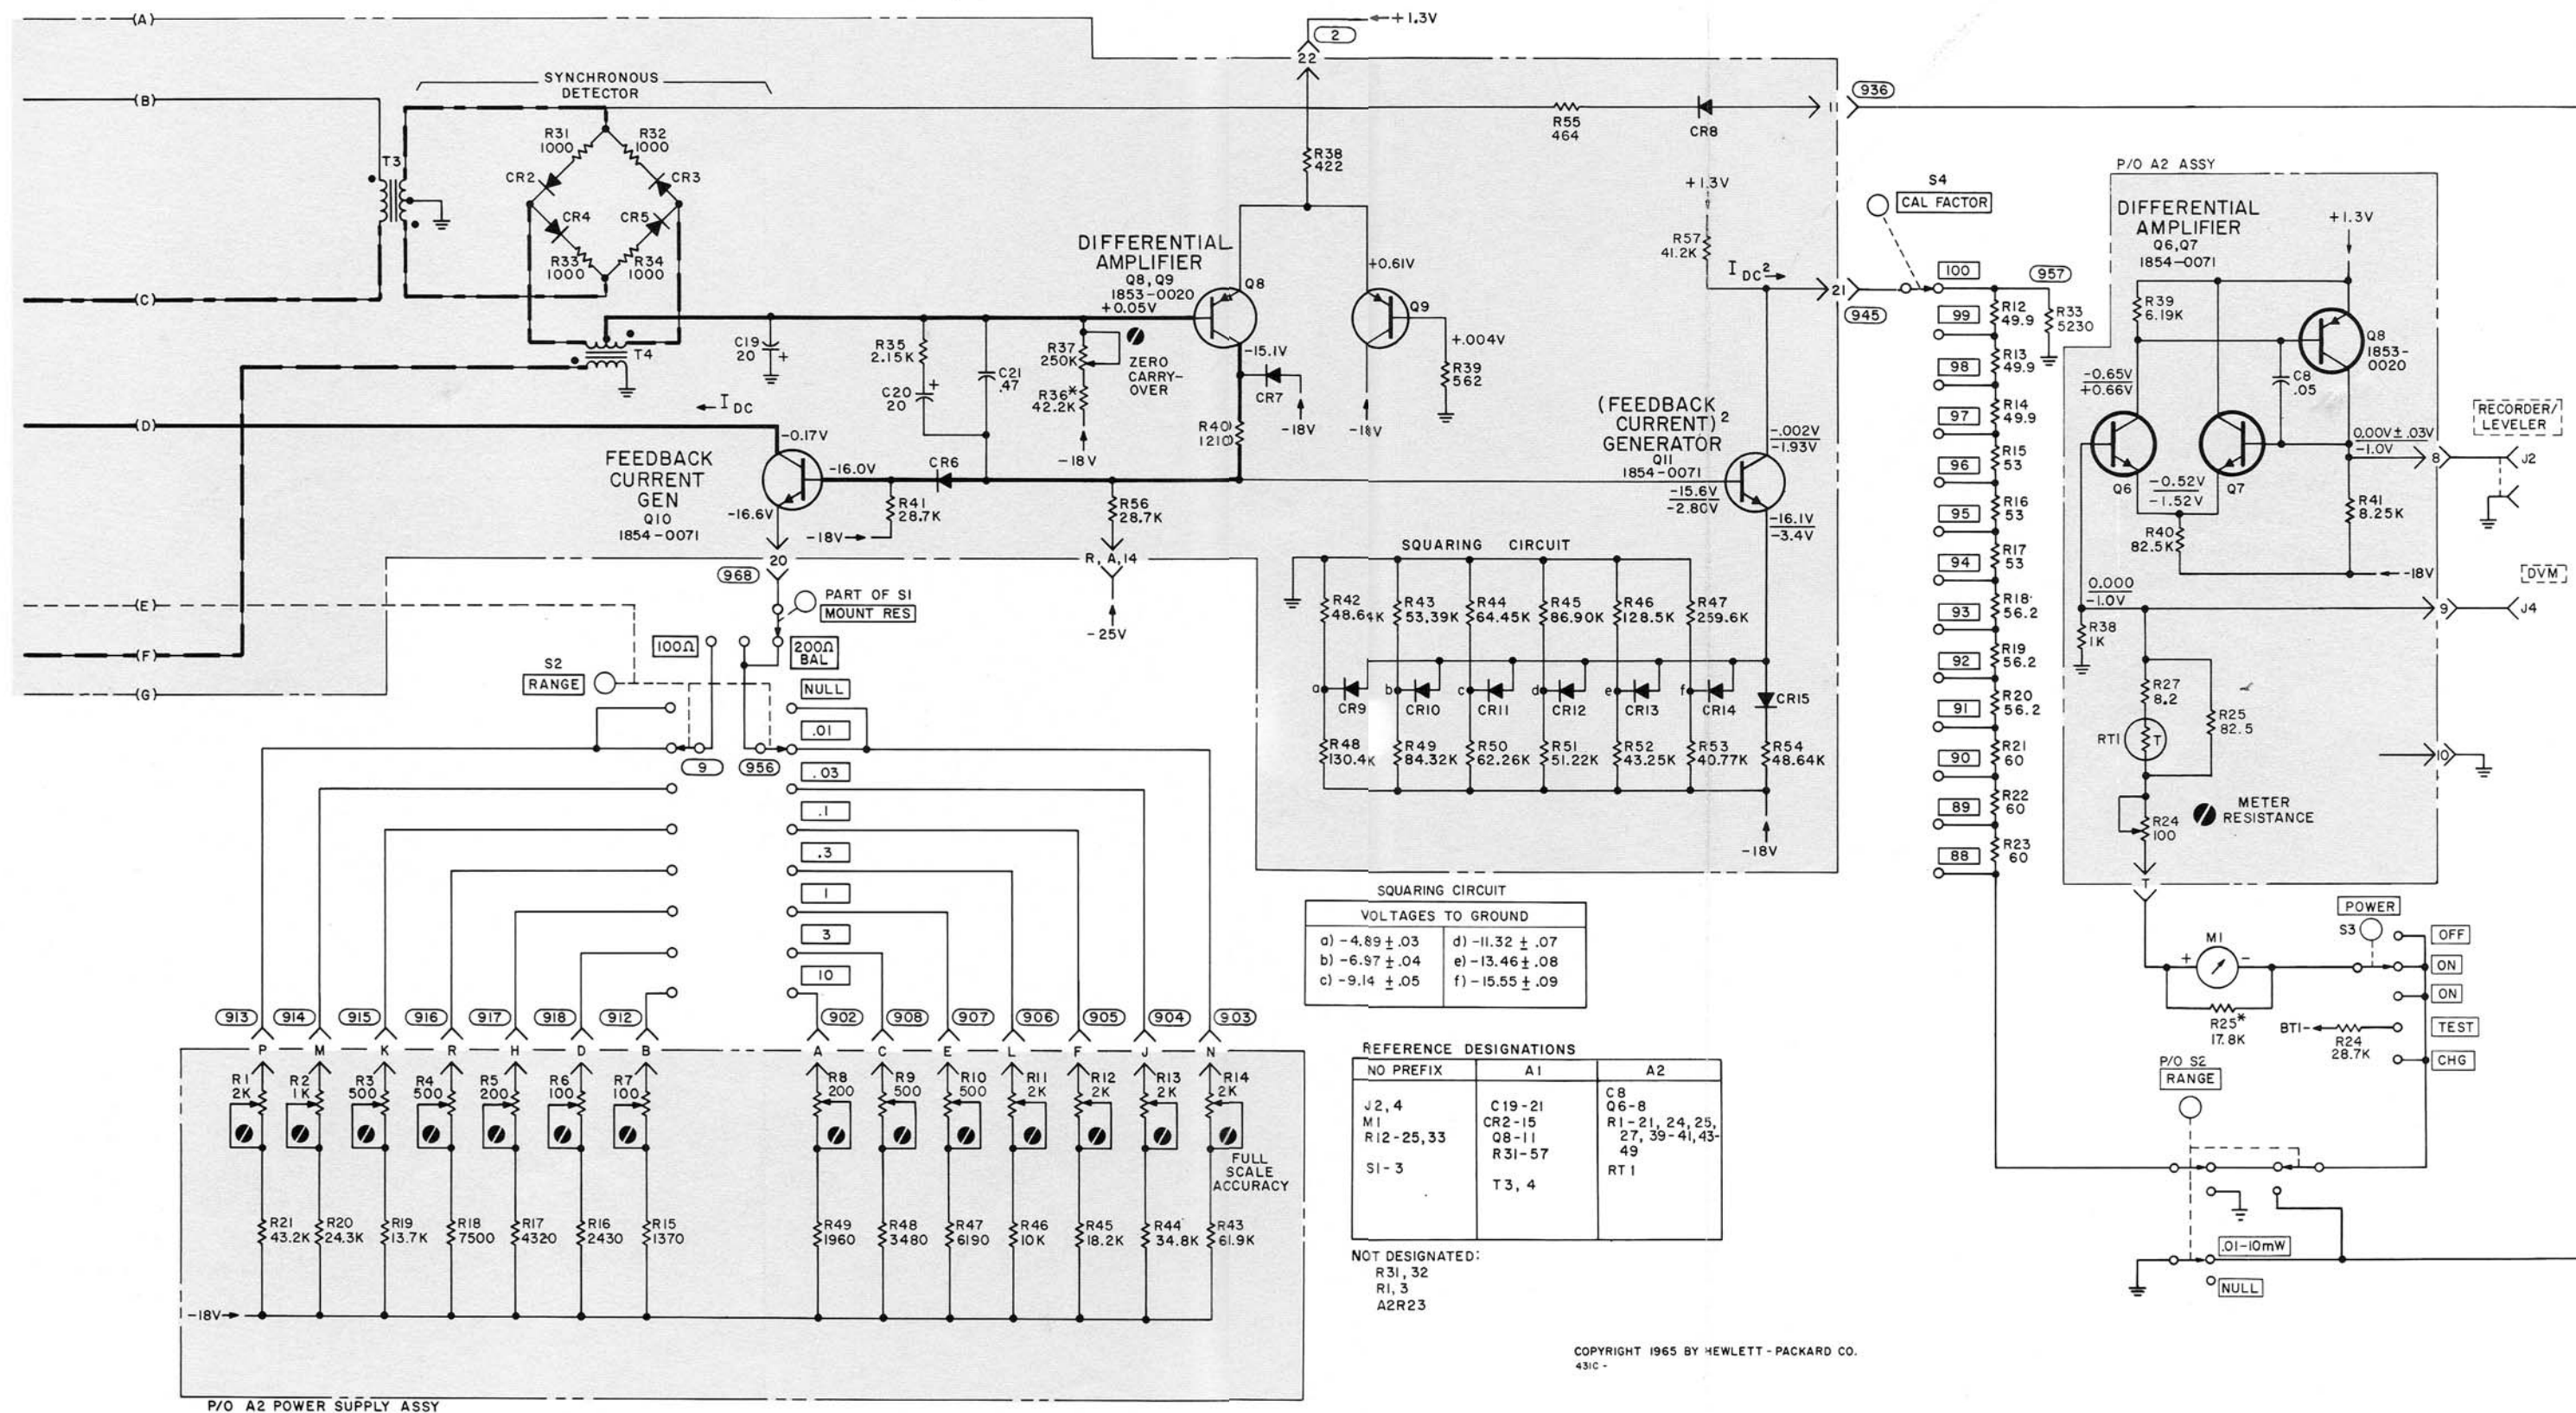 (A)
← +1.3V
2
22
SYNCHRONOUS
DETECTOR
(B)
936
11
R55
464
CR8
R31
1000
R32
1000
T3
CR2
CR3
CR4
CR5
R33
1000
R34
1000
R38
422
+1.3V
R57
41.2K
I DC²
21
945
S4
CAL FACTOR
P/O A2 ASSY
DIFFERENTIAL
AMPLIFIER
Q6,Q7
1854-0071
+1.3V
DIFFERENTIAL
AMPLIFIER
Q8,Q9
1853-0020
+0.05V
Q8
+0.61V
Q9
(C)
T4
C19
20
+
R35
2.15K
C20
20
+
C21
.47
R37
250K
ZERO
CARRY-
OVER
R36*
42.2K
-18V
-15.1V
CR7
-18V
-18V
+.004V
R39
562
R40
1210
← I DC
(D)
-0.17V
FEEDBACK
CURRENT
GEN
Q10
1854-0071
-16.0V
-16.6V
CR6
R41
28.7K
-18V
R56
28.7K
(FEEDBACK
CURRENT)²
GENERATOR
Q11
1854-0071
-15.6V
-2.80V
-.002V
-1.93V
-16.1V
-3.4V
20
968
R, A, 14
-25V
PART OF S1
MOUNT RES
(E)
(F)
(G)
100Ω
200Ω
BAL
S2
RANGE
NULL
.01
.03
.1
.3
1
3
10
9
956
SQUARING CIRCUIT
R42
48.64K
R43
53.39K
R44
64.45K
R45
86.90K
R46
128.5K
R47
259.6K
a
b
c
d
e
f
CR9
CR10
CR11
CR12
CR13
CR14
CR15
R48
130.4K
R49
84.32K
R50
62.26K
R51
51.22K
R52
43.25K
R53
40.77K
R54
48.64K
-18V
100
957
R12
49.9
R33
5230
99
R13
49.9
98
R14
49.9
97
R15
53
96
R16
53
95
R17
53
94
R18
56.2
93
R19
56.2
92
R20
56.2
91
R21
60
90
R22
60
89
R23
60
88
R39
6.19K
Q8
1853-
0020
C8
.05
-0.65V
+0.66V
Q6
Q7
-0.52V
-1.52V
0.00V±.03V
-1.0V
8
J2
RECORDER/
LEVELER
R40
82.5K
R41
8.25K
-18V
DVM
0.000
-1.0V
9
J4
R38
1K
R27
8.2
RT1
T
R25
82.5
10
R24
100
METER
RESISTANCE
T
M1
+
-
R25*
17.8K
POWER
S3
OFF
ON
ON
TEST
CHG
BT1-
R24
28.7K
P/O S2
RANGE
.01-10mW
NULL
SQUARING CIRCUIT
VOLTAGES TO GROUND
a) -4.89 ± .03 d) -11.32 ± .07
b) -6.97 ± .04 e) -13.46 ± .08
c) -9.14 ± .05 f) -15.55 ± .09
REFERENCE DESIGNATIONS
NO PREFIX A1 A2
J2, 4
M1
R12-25,33
S1-3
C19-21
CR2-15
Q8-11
R31-57
T3, 4
C8
Q6-8
R1-21, 24, 25,
27, 39-41, 43-
49
RT1
NOT DESIGNATED:
R31, 32
R1, 3
A2R23
913 914 915 916 917 918 912 902 908 907 906 905 904 903
P M K R H D B A C E L F J N
R1
2K
R2
1K
R3
500
R4
500
R5
200
R6
100
R7
100
R8
200
R9
500
R10
500
R11
2K
R12
2K
R13
2K
R14
2K
FULL
SCALE
ACCURACY
R21
43.2K
R20
24.3K
R19
13.7K
R18
7500
R17
4320
R16
2430
R15
1370
R49
1960
R48
3480
R47
6190
R46
10K
R45
18.2K
R44
34.8K
R43
61.9K
-18V
P/O A2 POWER SUPPLY ASSY
COPYRIGHT 1965 BY HEWLETT-PACKARD CO.
431C -